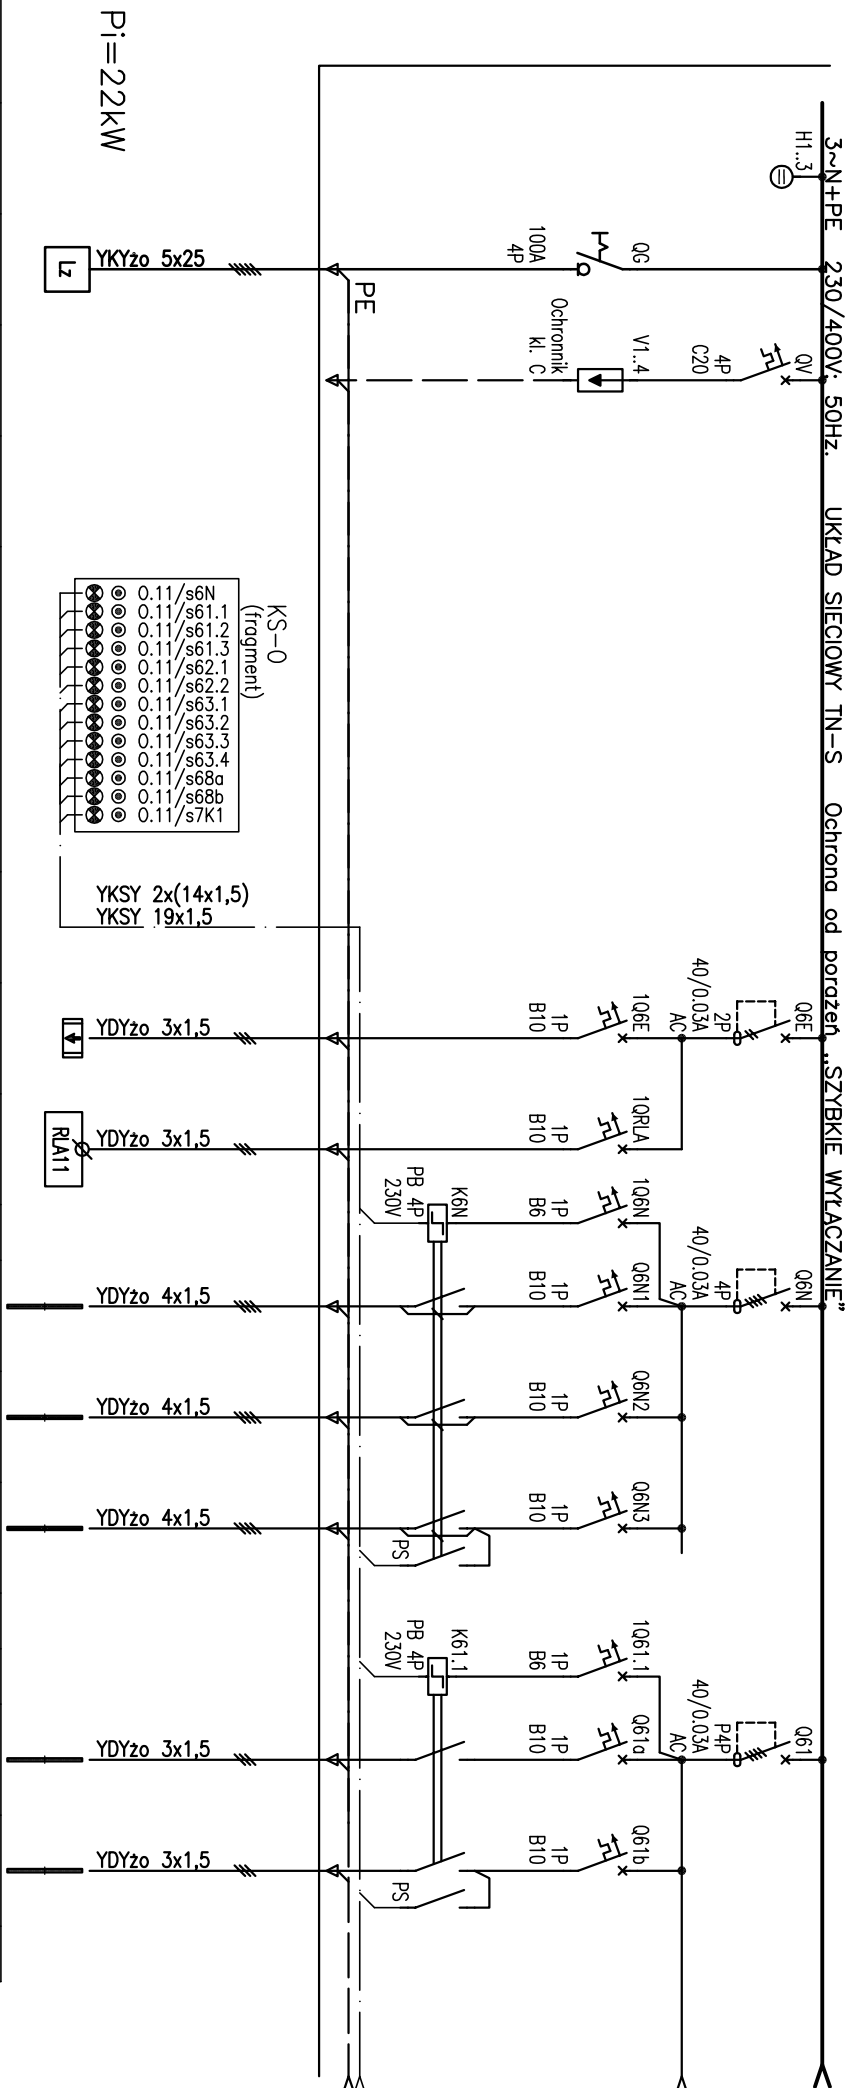 3~N+PE 230/400V; 50Hz. UKŁAD SIECIOWY TN-S Ochrona od porażeń „SZYBKIE WYŁĄCZANIE”
H1..3
QG
100A
4P
PE
YKYżo 5x25
Lz
Pi=22kW
QV
4P
C20
V1..4
Ochronnik
kl. C
KS-0
(fragment)
0.11/s6N
0.11/s61.1
0.11/s61.2
0.11/s61.3
0.11/s62.1
0.11/s62.2
0.11/s63.1
0.11/s63.2
0.11/s63.3
0.11/s63.4
0.11/s68a
0.11/s68b
0.11/s7K1
YKSY 2x(14x1,5)
YKSY 19x1,5
Q6E
2P
40/0.03A
AC
1Q6E
1P
B10
YDYżo 3x1,5
1QRLA
1P
B10
YDYżo 3x1,5
RLA11
Q6N
4P
40/0.03A
AC
1Q6N
1P
B6
K6N
PB 4P
230V
Q6N1
1P
B10
YDYżo 4x1,5
Q6N2
1P
B10
YDYżo 4x1,5
Q6N3
1P
B10
PS
YDYżo 4x1,5
Q61
P4P
40/0.03A
AC
1Q61.1
1P
B6
K61.1
PB 4P
230V
Q61a
1P
B10
YDYżo 3x1,5
Q61b
1P
B10
PS
YDYżo 3x1,5